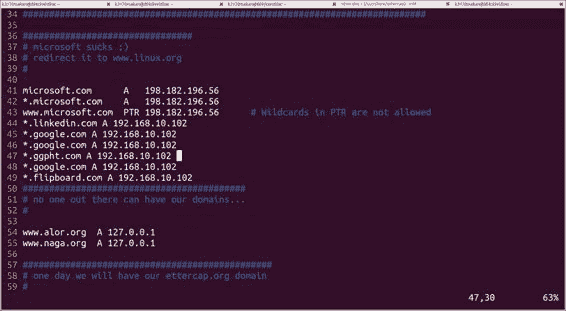 34 ############################################################################
35
36 ################################
37 # microsoft sucks ;)
38 # redirect it to www.linux.org
39 #
40
41 microsoft.com      A   198.182.196.56
42 *.microsoft.com    A   198.182.196.56
43 www.microsoft.com  PTR 198.182.196.56      # Wildcards in PTR are not allowed
44 *.linkedin.com A 192.168.10.102
45 *.google.com A 192.168.10.102
46 *.google.com A 192.168.10.102
47 *.ggpht.com A 192.168.10.102
48 *.google.com A 192.168.10.102
49 *.flipboard.com A 192.168.10.102
50 ##########################################
51 # no one out there can have our domains...
52 #
53
54 www.alor.org  A 127.0.0.1
55 www.naga.org  A 127.0.0.1
56
57 ###############################################
58 # one day we will have our ettercap.org domain
59 #
47,30         63%